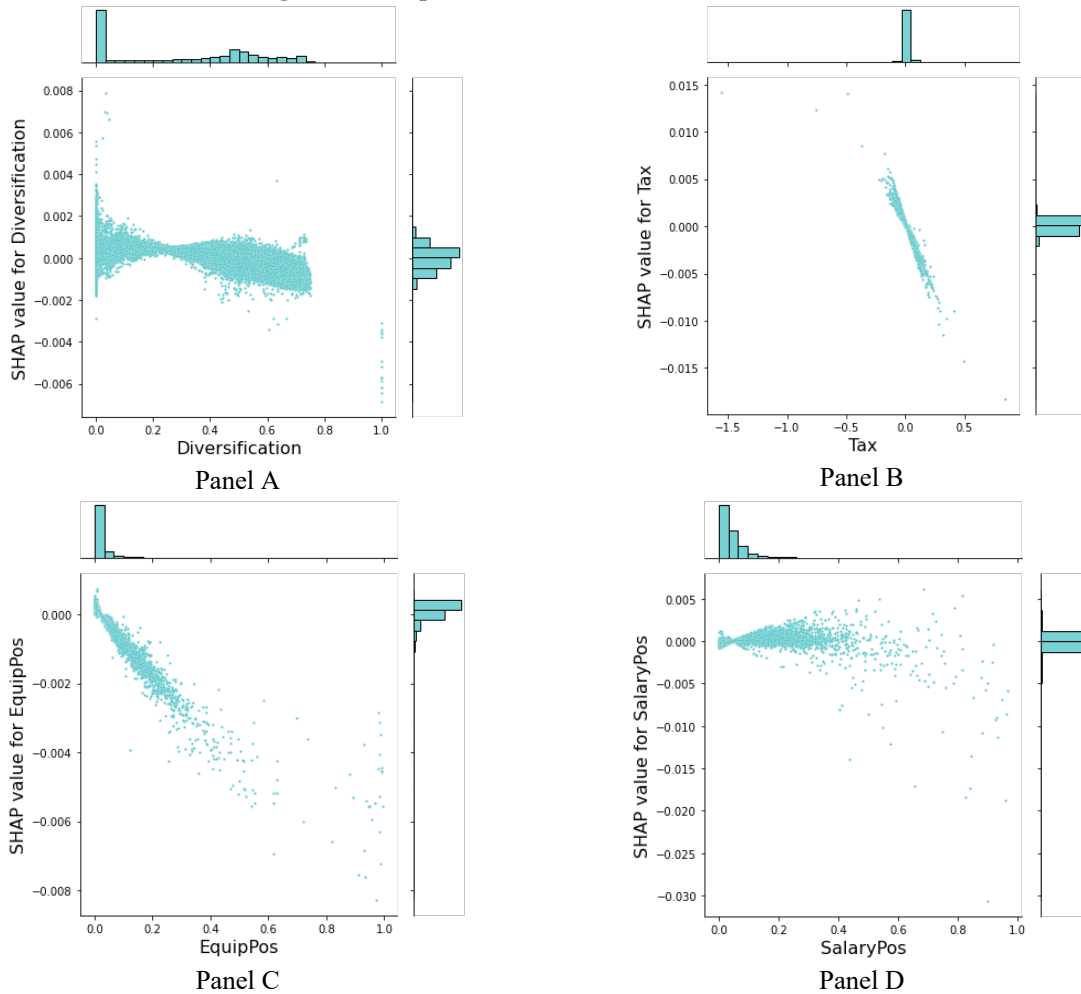 0.008
0.006
0.004
0.002
0.000
−0.002
−0.004
−0.006
SHAP value for Diversification
0.0 0.2 0.4 0.6 0.8 1.0
Diversification
Panel A
0.015
0.010
0.005
0.000
−0.005
−0.010
−0.015
SHAP value for Tax
−1.5 −1.0 −0.5 0.0 0.5
Tax
Panel B
0.000
−0.002
−0.004
−0.006
−0.008
SHAP value for EquipPos
0.0 0.2 0.4 0.6 0.8 1.0
EquipPos
Panel C
0.005
0.000
−0.005
−0.010
−0.015
−0.020
−0.025
−0.030
SHAP value for SalaryPos
0.0 0.2 0.4 0.6 0.8 1.0
SalaryPos
Panel D